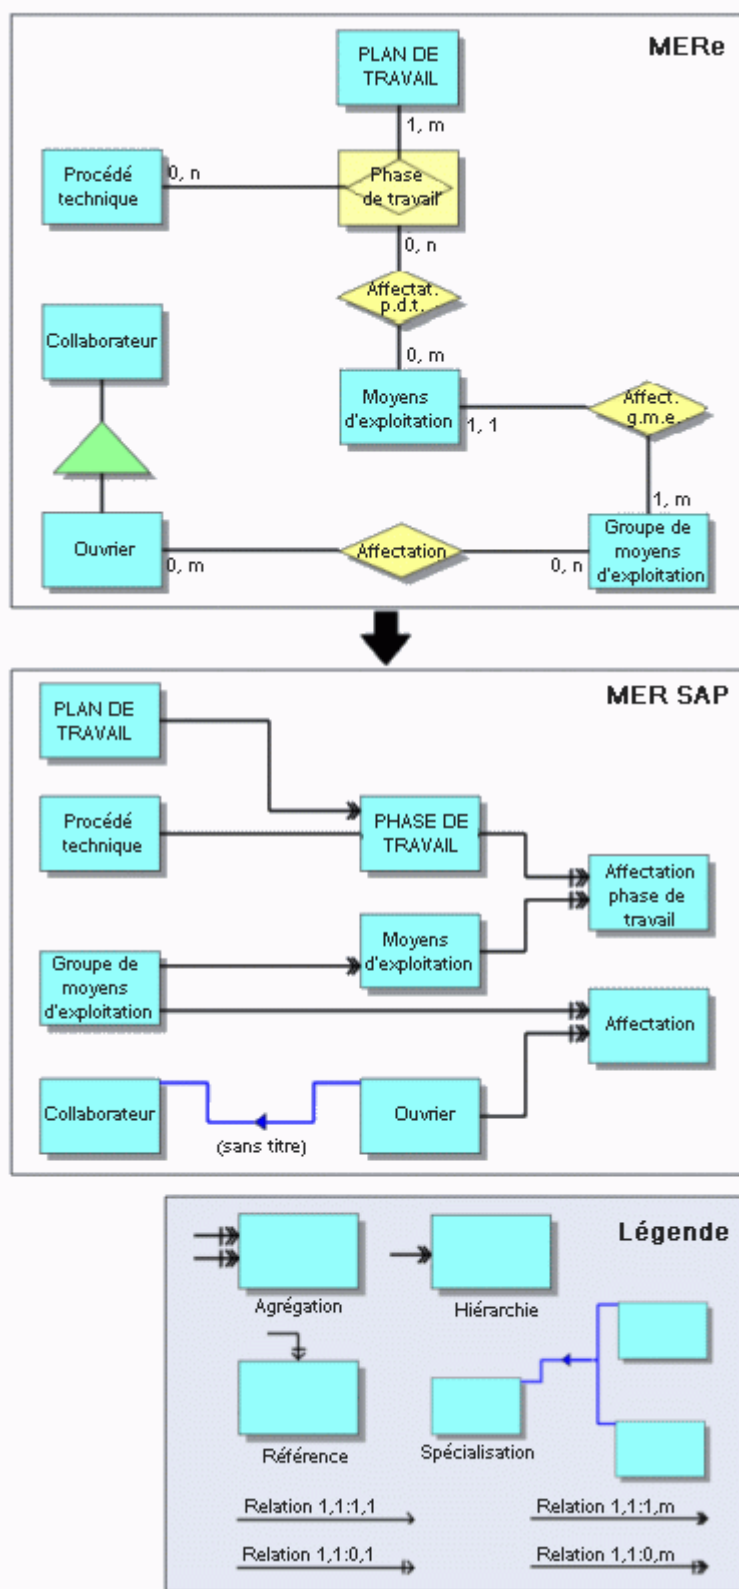 MERe
PLAN DE
TRAVAIL
1, m
Procédé
technique
0, n
Phase
de travail
0, n
Affectat.
p.d.t.
Collaborateur
0, m
Moyens
d'exploitation
1, 1
Affect.
g.m.e.
1, m
Ouvrier
0, m
Affectation
0, n
Groupe de
moyens
d'exploitation
MER SAP
PLAN DE
TRAVAIL
Procédé
technique
PHASE DE
TRAVAIL
Affectation
phase de
travail
Moyens
d'exploitation
Groupe de
moyens
d'exploitation
Affectation
Collaborateur
(sans titre)
Ouvrier
Légende
Agrégation
Hiérarchie
Référence
Spécialisation
Relation 1,1:1,1
Relation 1,1:1,m
Relation 1,1:0,1
Relation 1,1:0,m